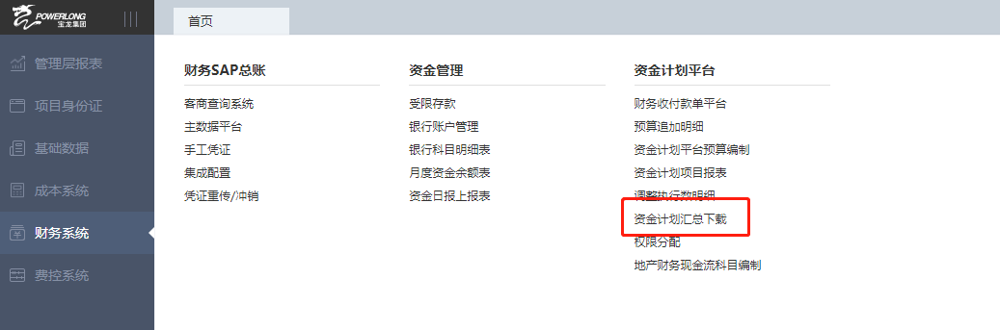 POWERLONG
宝龙集团
首页
管理层报表
项目身份证
基础数据
成本系统
财务系统
费控系统
财务SAP总账
客商查询系统
主数据平台
手工凭证
集成配置
凭证重传/冲销
资金管理
受限存款
银行账户管理
银行科目明细表
月度资金余额表
资金日报上报表
资金计划平台
财务收付款单平台
预算追加明细
资金计划平台预算编制
资金计划项目报表
调整执行数明细
资金计划汇总下载
权限分配
地产财务现金流科目编制